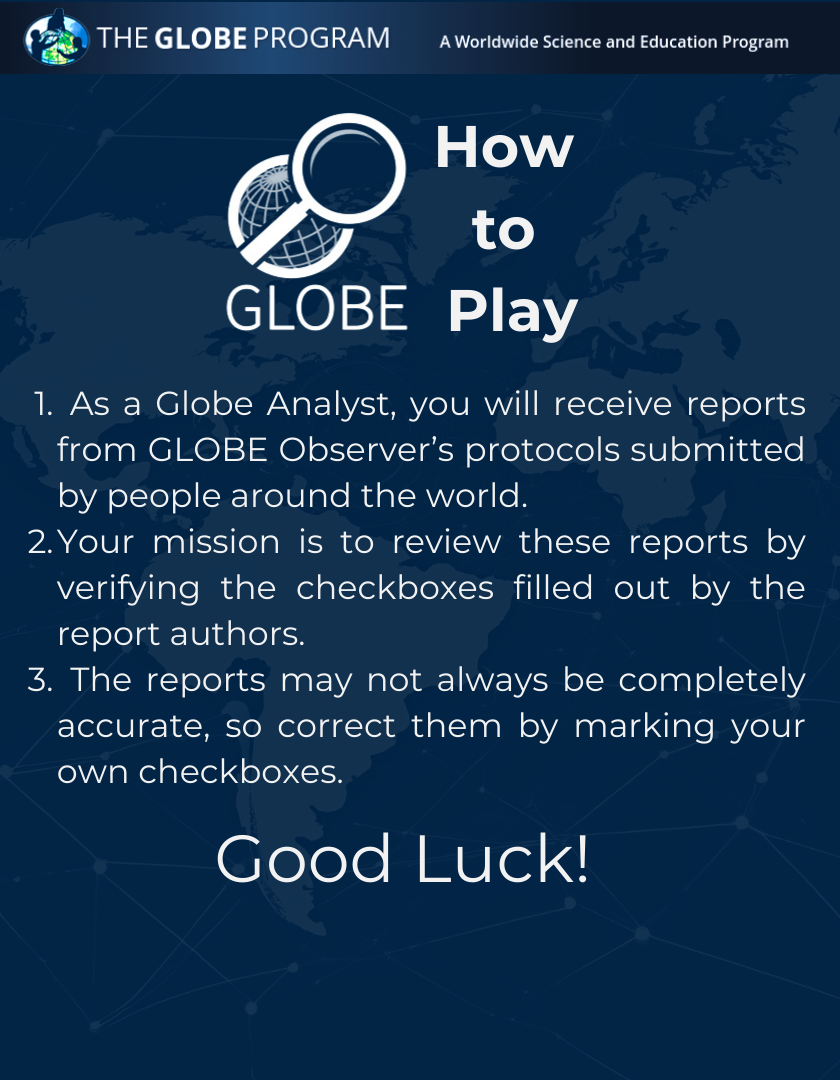 THE GLOBE PROGRAM
A Worldwide Science and Education Program
How
to
Play
GLOBE
1. As a Globe Analyst, you will receive reports
from GLOBE Observer’s protocols submitted
by people around the world.
2. Your mission is to review these reports by
verifying the checkboxes filled out by the
report authors.
3. The reports may not always be completely
accurate, so correct them by marking your
own checkboxes.
Good Luck!